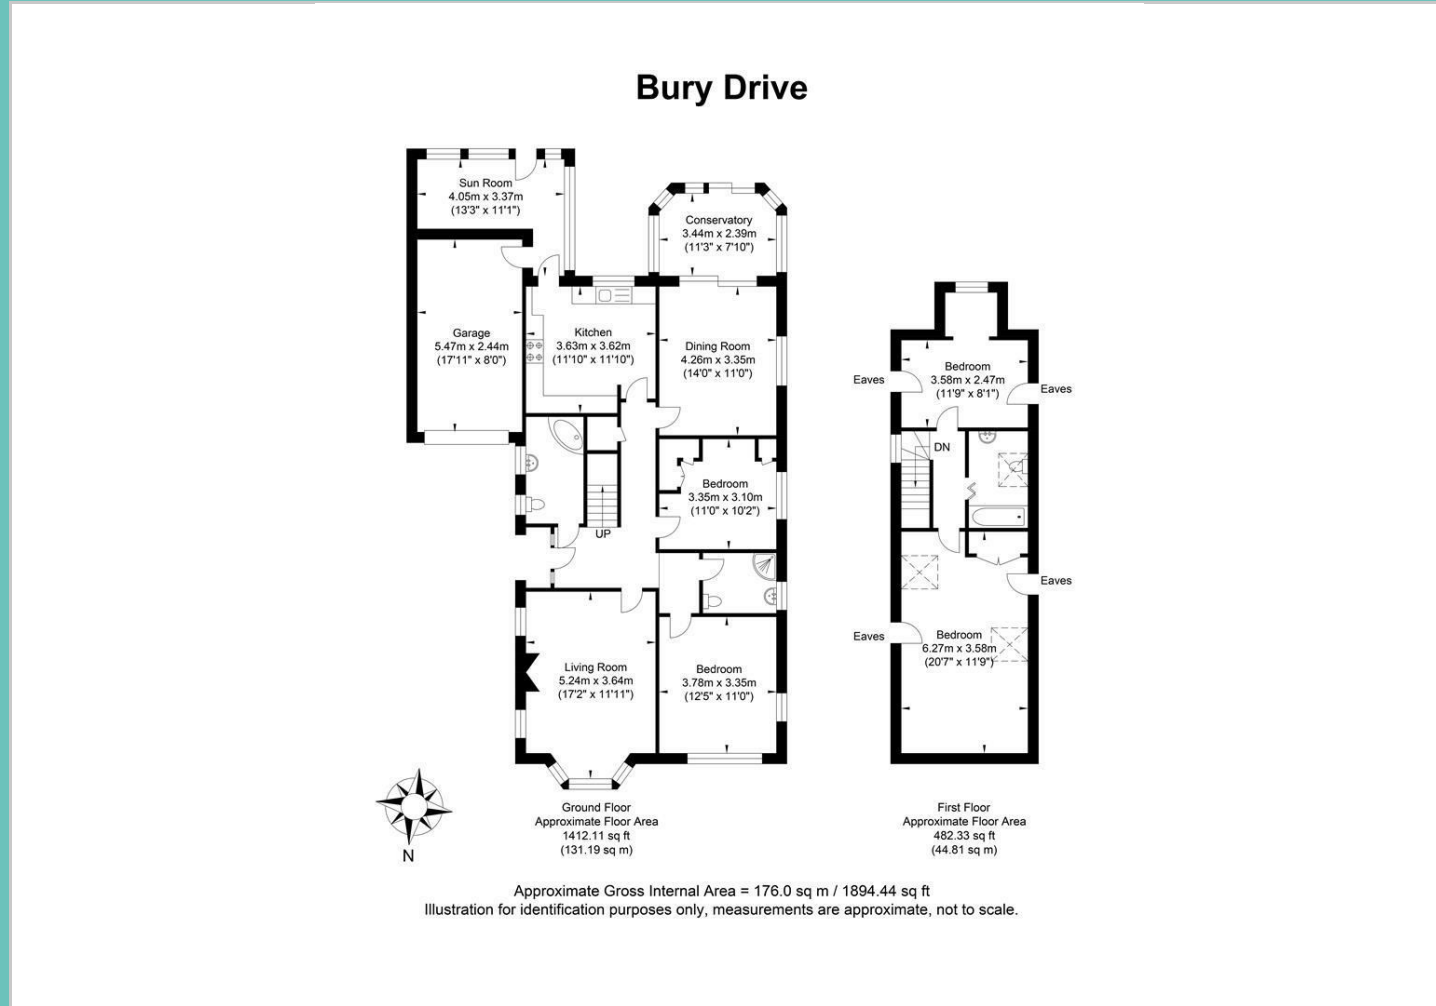 Bury Drive
Sun Room
4.05m x 3.37m
(13'3" x 11'1")
Conservatory
3.44m x 2.39m
(11'3" x 7'10")
Garage
5.47m x 2.44m
(17'11" x 8'0")
Kitchen
3.63m x 3.62m
(11'10" x 11'10")
Dining Room
4.26m x 3.35m
(14'0" x 11'0")
Bedroom
3.35m x 3.10m
(11'0" x 10'2")
UP
Living Room
5.24m x 3.64m
(17'2" x 11'11")
Bedroom
3.78m x 3.35m
(12'5" x 11'0")
Bedroom
3.58m x 2.47m
(11'9" x 8'1")
Eaves
Eaves
DN
Eaves
Eaves
Bedroom
6.27m x 3.58m
(20'7" x 11'9")
N
Ground Floor
Approximate Floor Area
1412.11 sq ft
(131.19 sq m)
First Floor
Approximate Floor Area
482.33 sq ft
(44.81 sq m)
Approximate Gross Internal Area = 176.0 sq m / 1894.44 sq ft
Illustration for identification purposes only, measurements are approximate, not to scale.